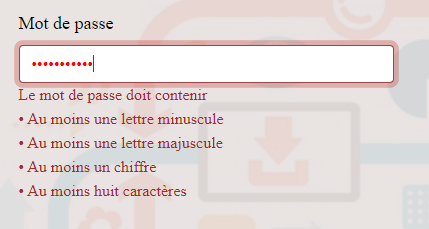 Mot de passe
•••••••••••
Le mot de passe doit contenir
• Au moins une lettre minuscule
• Au moins une lettre majuscule
• Au moins un chiffre
• Au moins huit caractères